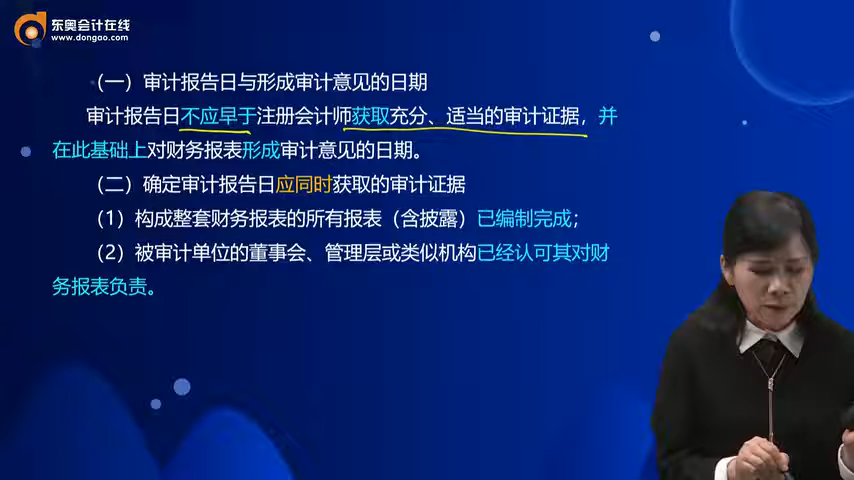 东奥会计在线
www.dongao.com
（一）审计报告日与形成审计意见的日期
审计报告日不应早于注册会计师获取充分、适当的审计证据，并
在此基础上对财务报表形成审计意见的日期。
（二）确定审计报告日应同时获取的审计证据
（1）构成整套财务报表的所有报表（含披露）已编制完成；
（2）被审计单位的董事会、管理层或类似机构已经认可其对财
务报表负责。